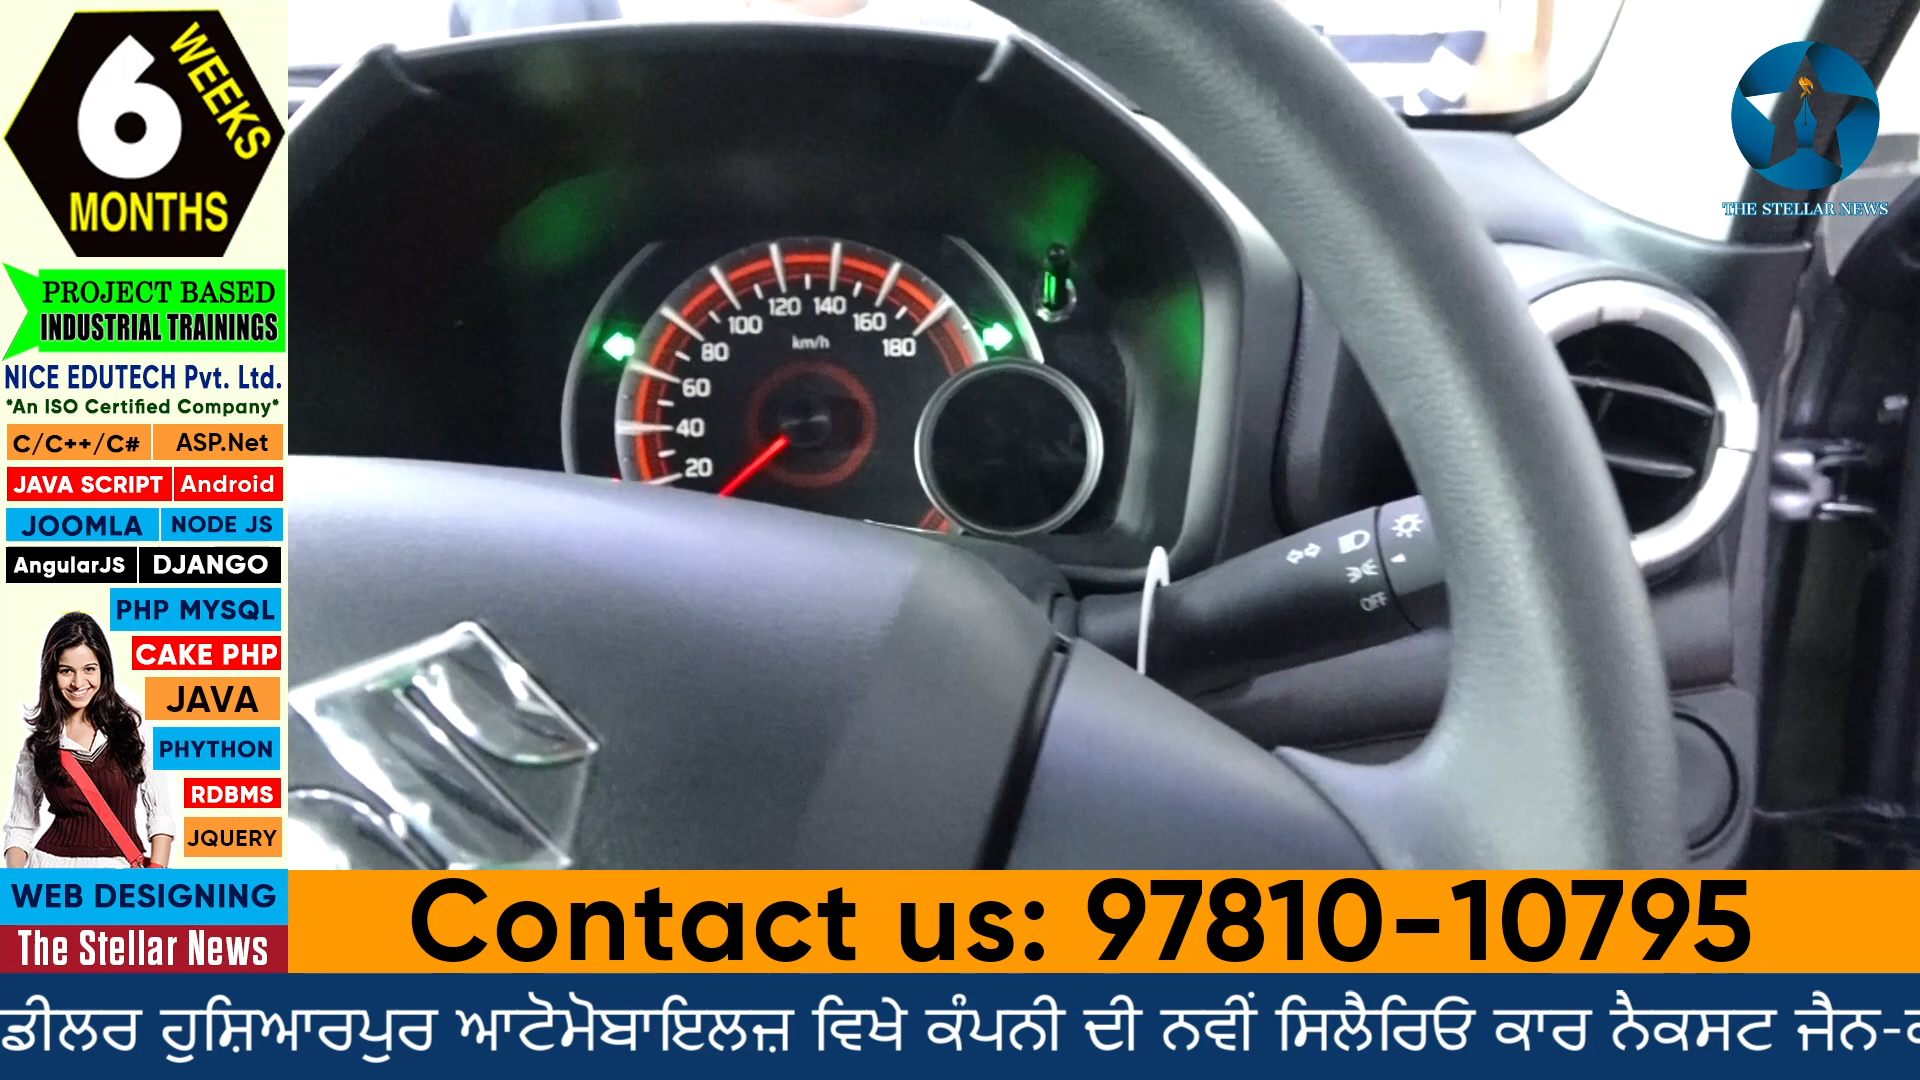 6 WEEKS
MONTHS
PROJECT BASED
INDUSTRIAL TRAININGS
NICE EDUTECH Pvt. Ltd.
*An ISO Certified Company*
C/C++/C# ASP.Net
JAVA SCRIPT Android
JOOMLA NODE JS
AngularJS DJANGO
PHP MYSQL
CAKE PHP
JAVA
PHYTHON
RDBMS
JQUERY
WEB DESIGNING
The Stellar News
THE STELLAR NEWS
20
40
60
80
100
120
140
160
180
km/h
OFF
Contact us: 97810-10795
ਡੀਲਰ ਹੁਸ਼ਿਆਰਪੁਰ ਆਟੋਮੋਬਾਇਲਜ਼ ਵਿਖੇ ਕੰਪਨੀ ਦੀ ਨਵੀਂ ਸਿਲੈਰਿਓ ਕਾਰ ਨੈਕਸਟ ਜੈਨ-